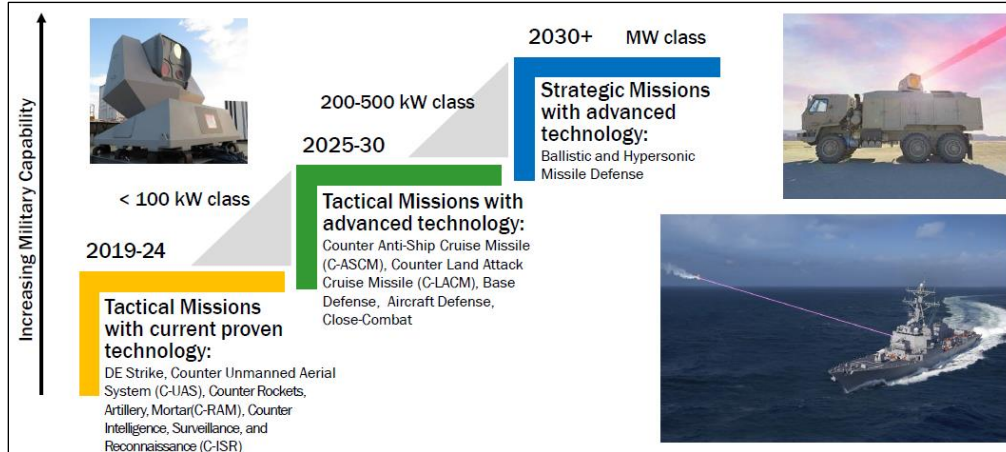 Increasing Military Capability
2030+ MW class
Strategic Missions
with advanced
technology:
Ballistic and Hypersonic
Missile Defense
200-500 kW class
2025-30
Tactical Missions with
advanced technology:
Counter Anti-Ship Cruise Missile
(C-ASCM), Counter Land Attack
Cruise Missile (C-LACM), Base
Defense, Aircraft Defense,
Close-Combat
< 100 kW class
2019-24
Tactical Missions
with current proven
technology:
DE Strike, Counter Unmanned Aerial
System (C-UAS), Counter Rockets,
Artillery, Mortar(C-RAM), Counter
Intelligence, Surveillance, and
Reconnaissance (C-ISR)